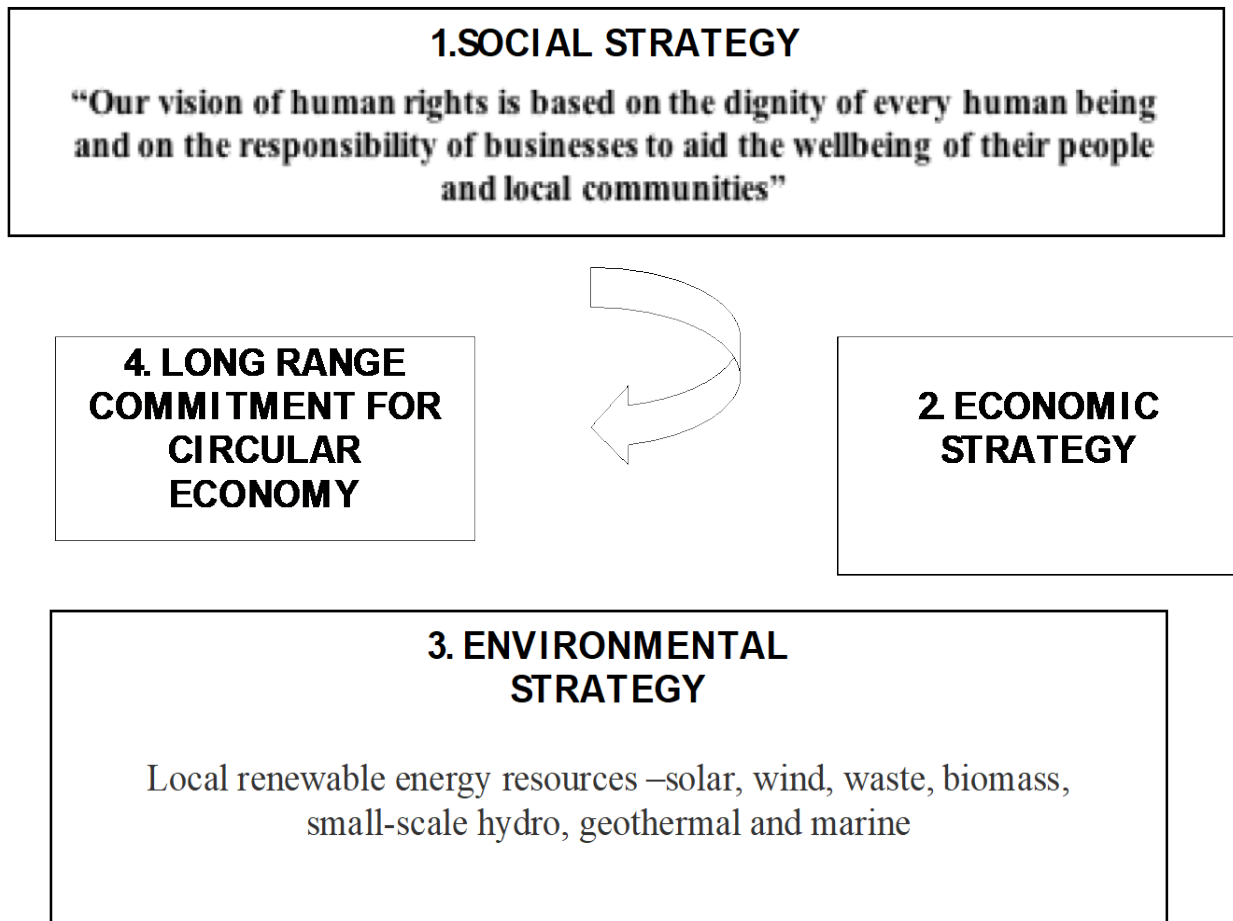 1.SOCIAL STRATEGY
“Our vision of human rights is based on the dignity of every human being
and on the responsibility of businesses to aid the wellbeing of their people
and local communities”
4. LONG RANGE
COMMITMENT FOR
CIRCULAR
ECONOMY
2. ECONOMIC
STRATEGY
3. ENVIRONMENTAL
STRATEGY
Local renewable energy resources –solar, wind, waste, biomass,
small-scale hydro, geothermal and marine